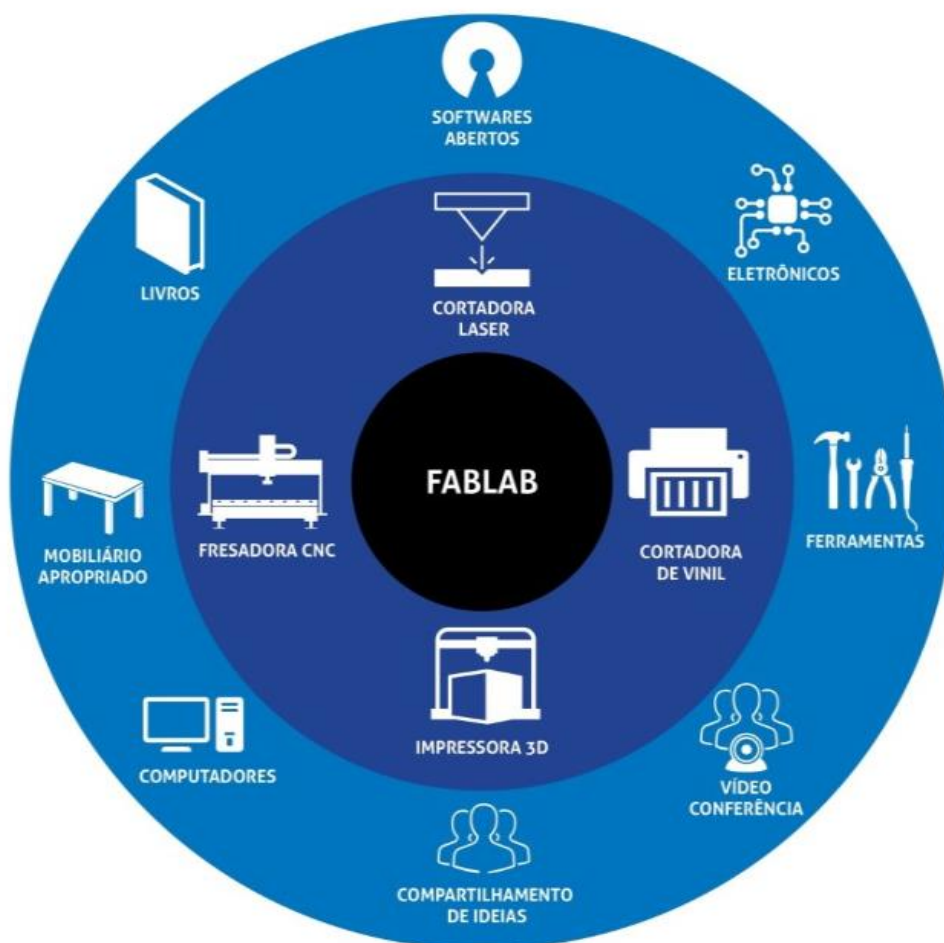 SOFTWARES
ABERTOS
LIVROS
ELETRÔNICOS
CORTADORA
LASER
FABLAB
FRESADORA CNC
CORTADORA
DE VINIL
MOBILIÁRIO
APROPRIADO
FERRAMENTAS
IMPRESSORA 3D
COMPUTADORES
VÍDEO
CONFERÊNCIA
COMPARTILHAMENTO
DE IDEIAS